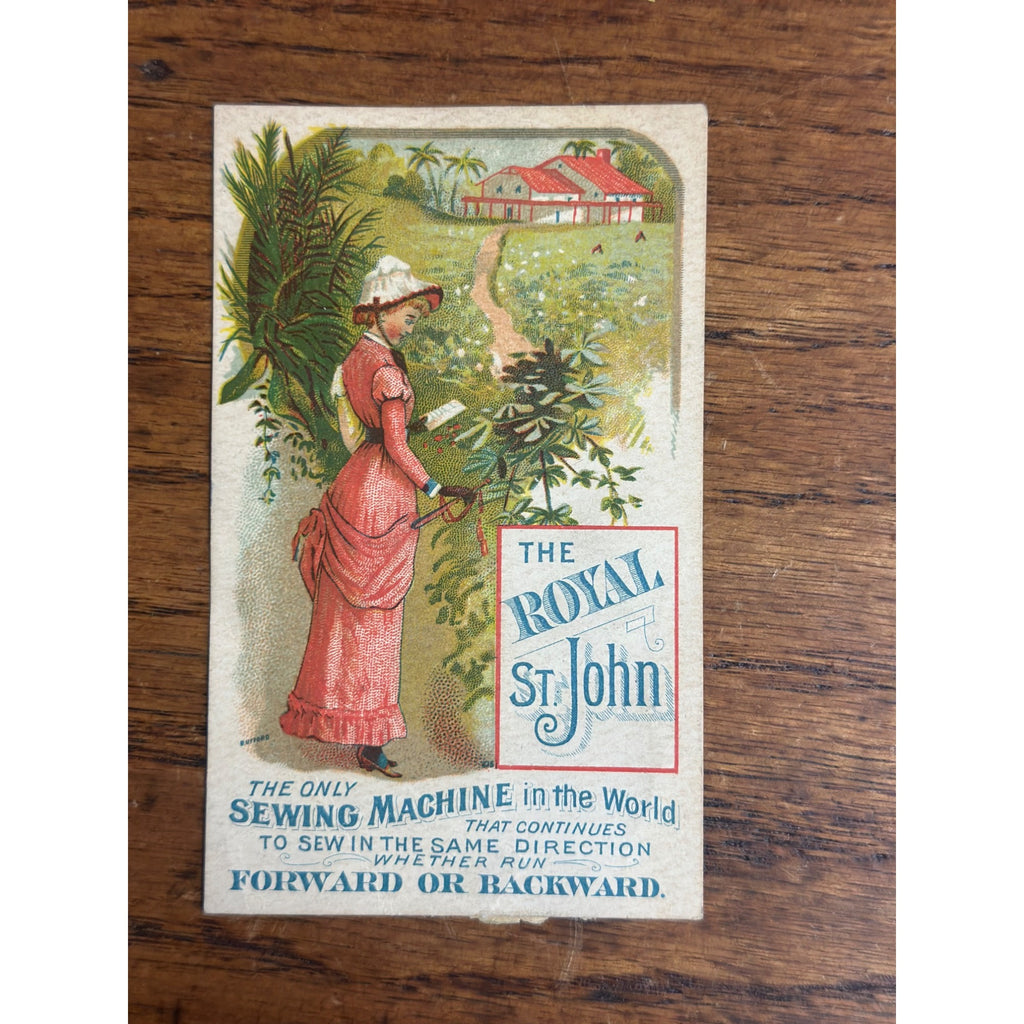 THE
ROYAL
ST. John
BUFFORD
THE ONLY
SEWING MACHINE in the World
THAT CONTINUES
TO SEW IN THE SAME DIRECTION
WHETHER RUN
FORWARD OR BACKWARD.